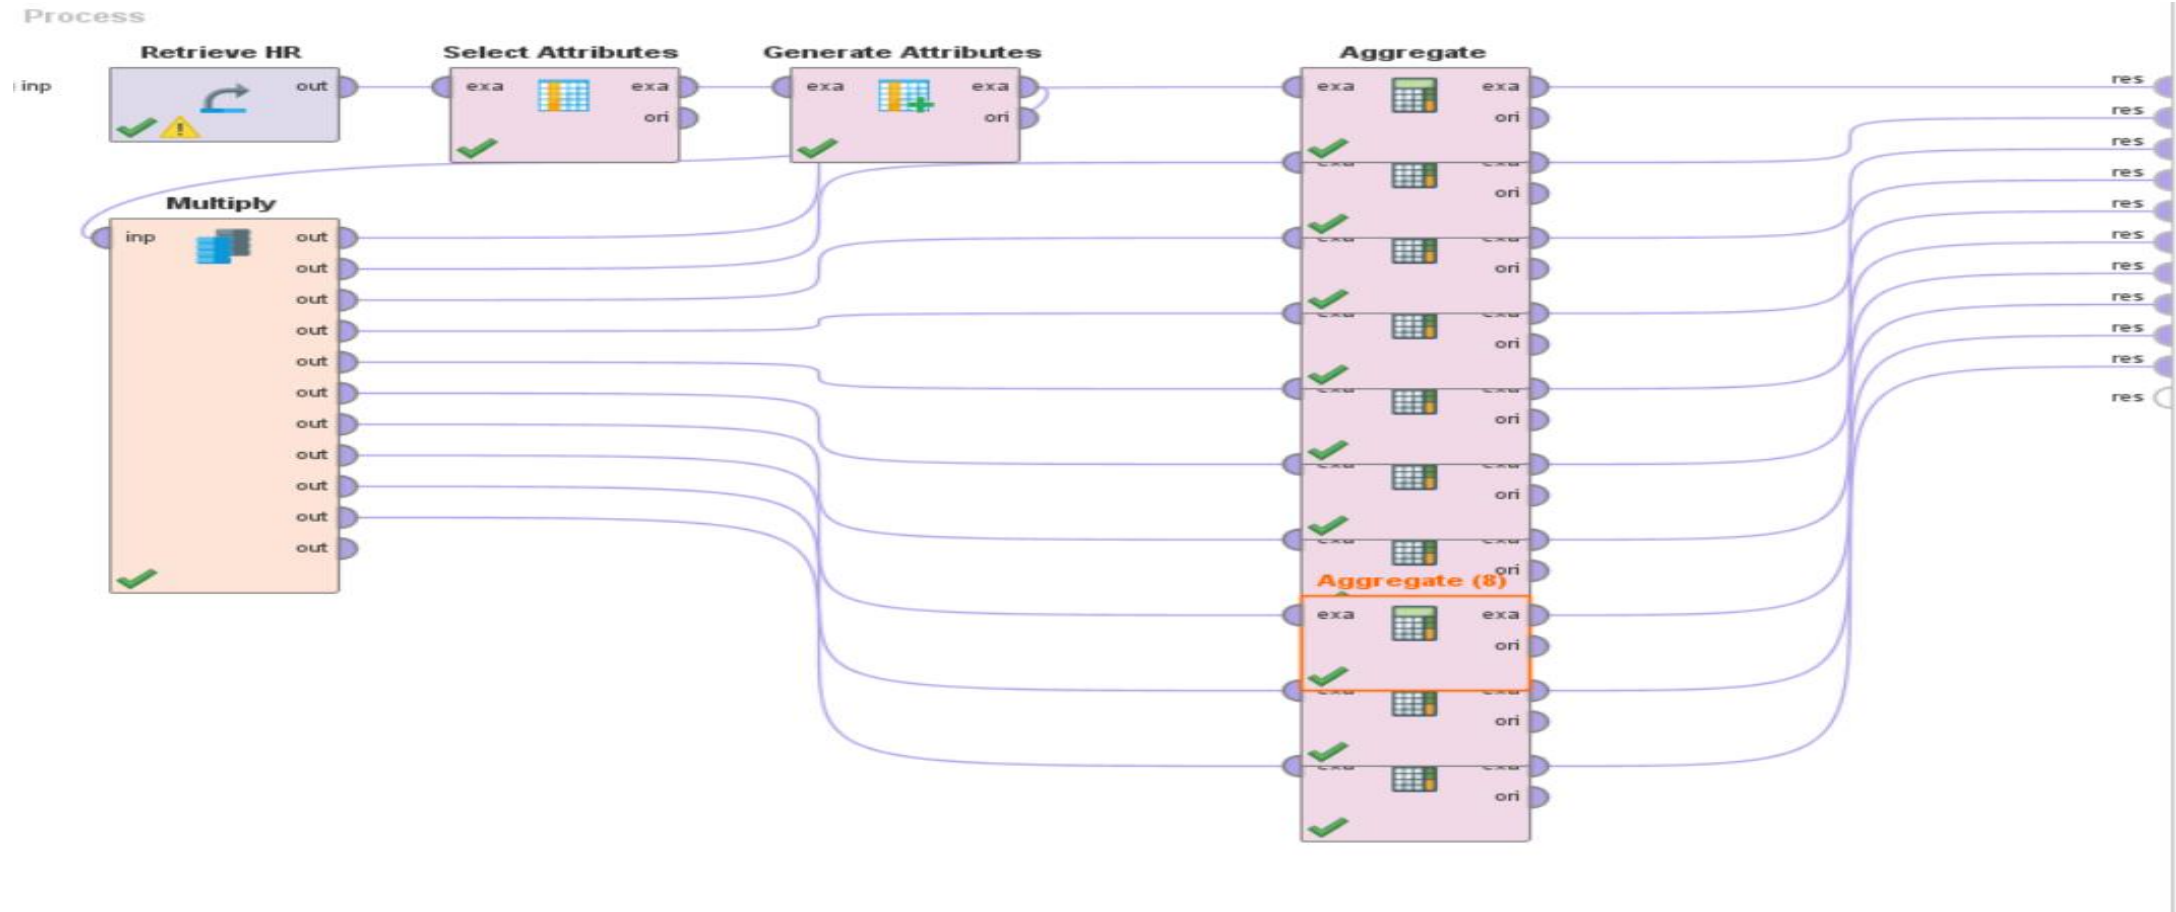 Process
Retrieve HR Select Attributes Generate Attributes Aggregate
inp out exa exa exa exa exa exa res
ori ori ori res
res
Multiply ori res
inp out res
out ori res
out res
out ori res
out res
out ori res
out res
out ori
out
out ori
out
out ori
Aggregate (8)
exa exa
ori
ori
ori